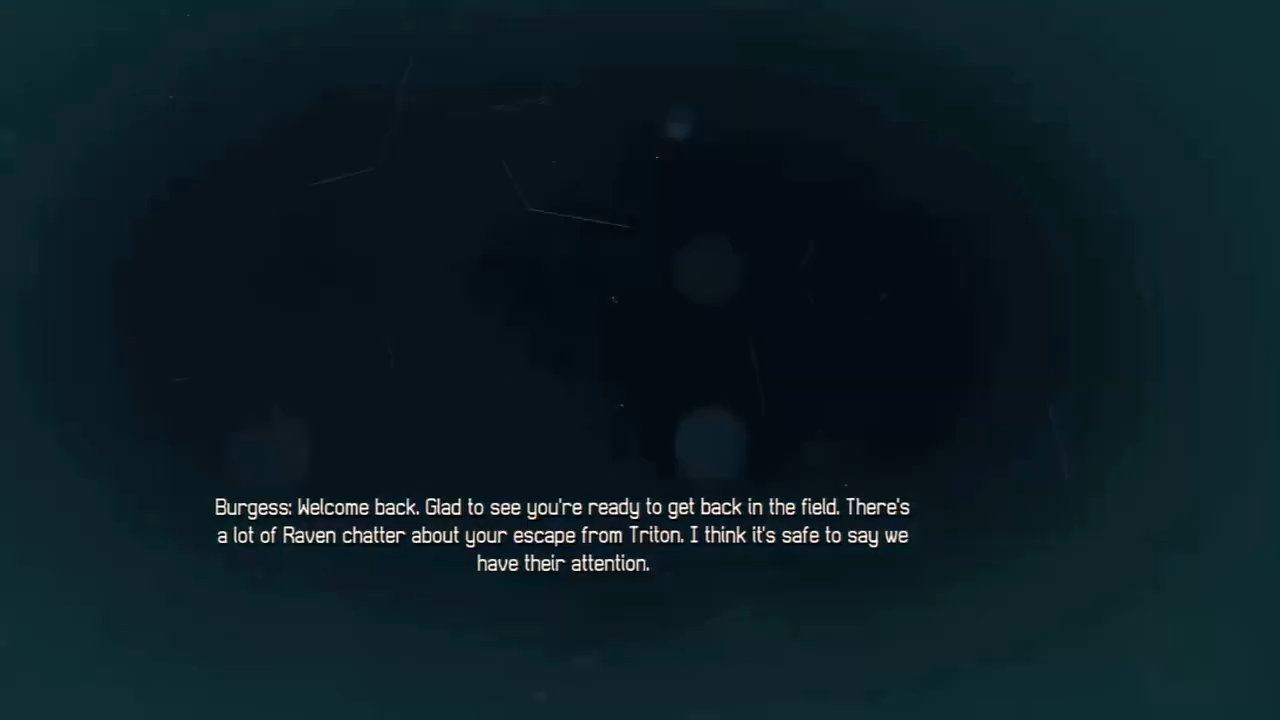 Burgess: Welcome back. Glad to see you're ready to get back in the field. There's
a lot of Raven chatter about your escape from Triton. I think it's safe to say we
have their attention.